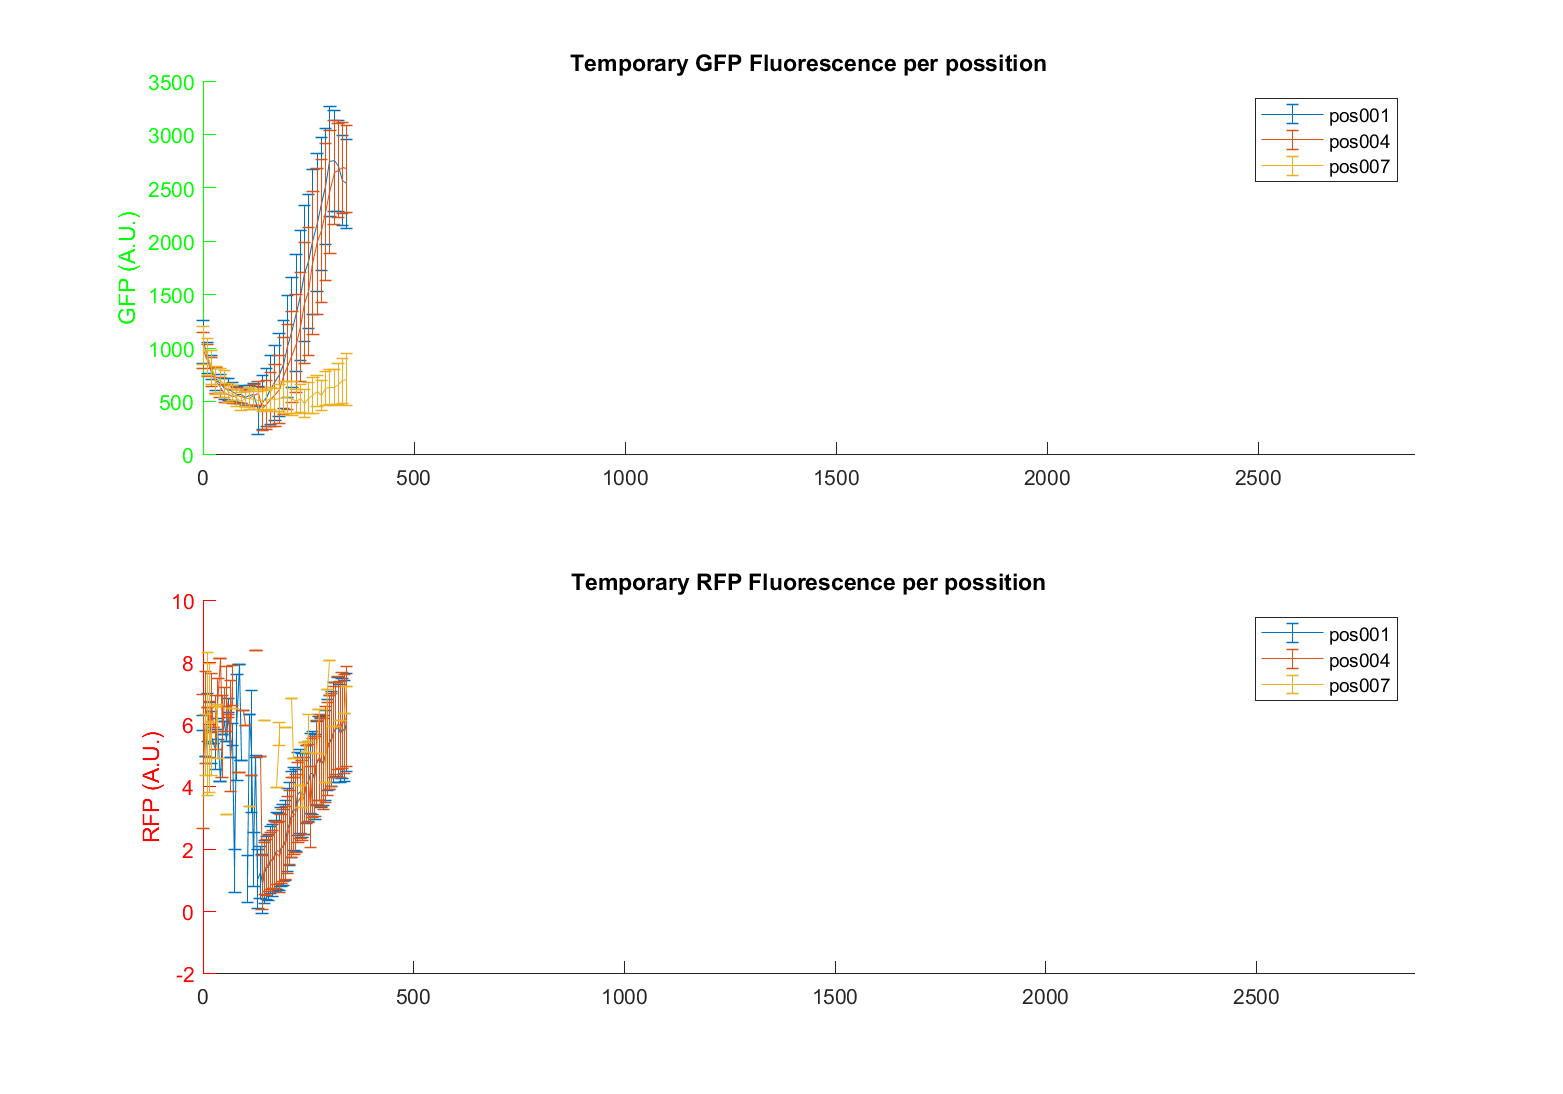 Temporary GFP Fluorescence per possition
3500
3000
2500
2000
1500
1000
500
0
GFP (A.U.)
pos001
pos004
pos007
0 500 1000 1500 2000 2500
Temporary RFP Fluorescence per possition
10
8
6
4
2
0
-2
RFP (A.U.)
pos001
pos004
pos007
0 500 1000 1500 2000 2500